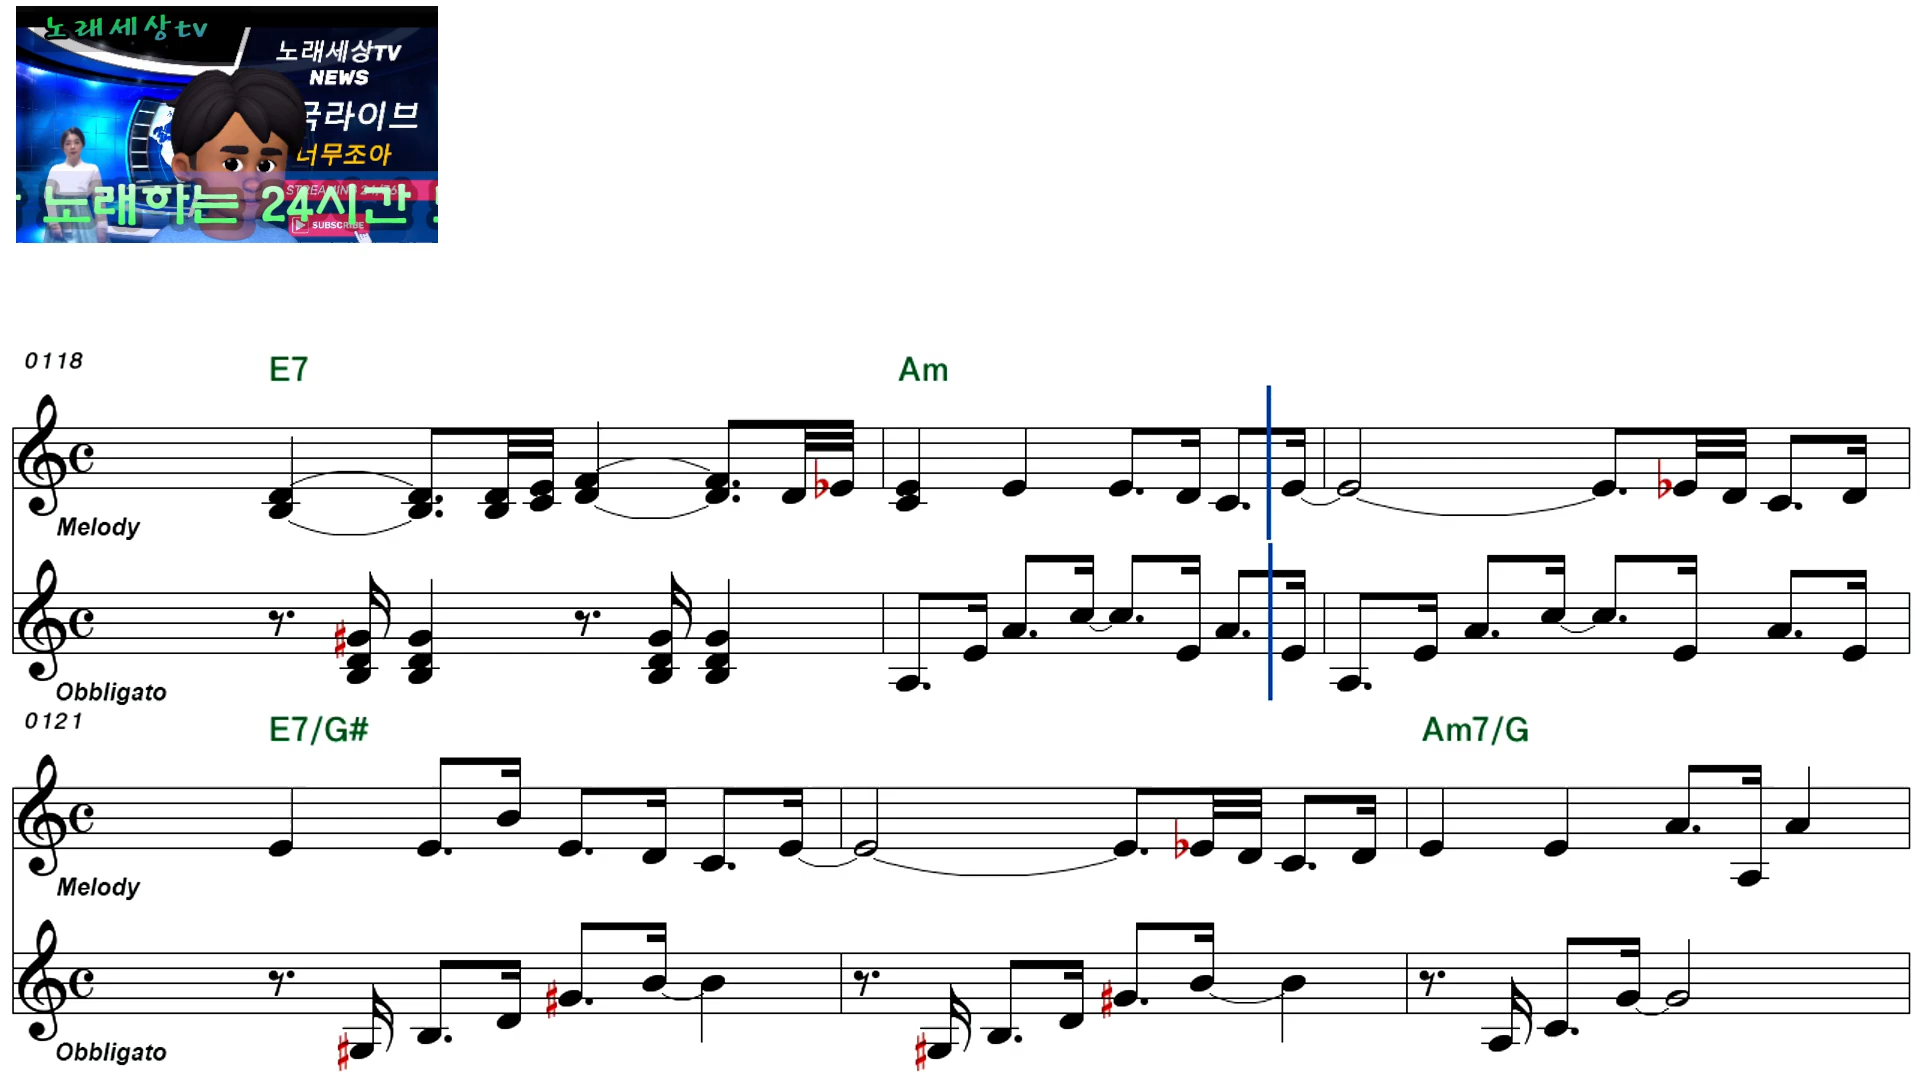 노래세상tv
노래세상TV
NEWS
국라이브
너무조아
노래하는 24시간
SUBSCRIBE
0118
E7
Am
Melody
Obbligato
0121
E7/G#
Am7/G
Melody
Obbligato